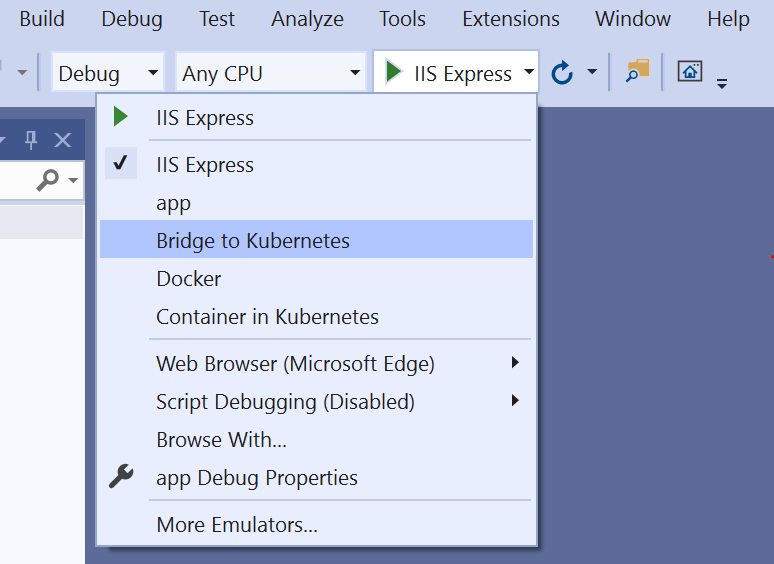 Build Debug Test Analyze Tools Extensions Window Help
Debug Any CPU IIS Express
IIS Express
IIS Express
app
Bridge to Kubernetes
Docker
Container in Kubernetes
Web Browser (Microsoft Edge)
Script Debugging (Disabled)
Browse With...
app Debug Properties
More Emulators...